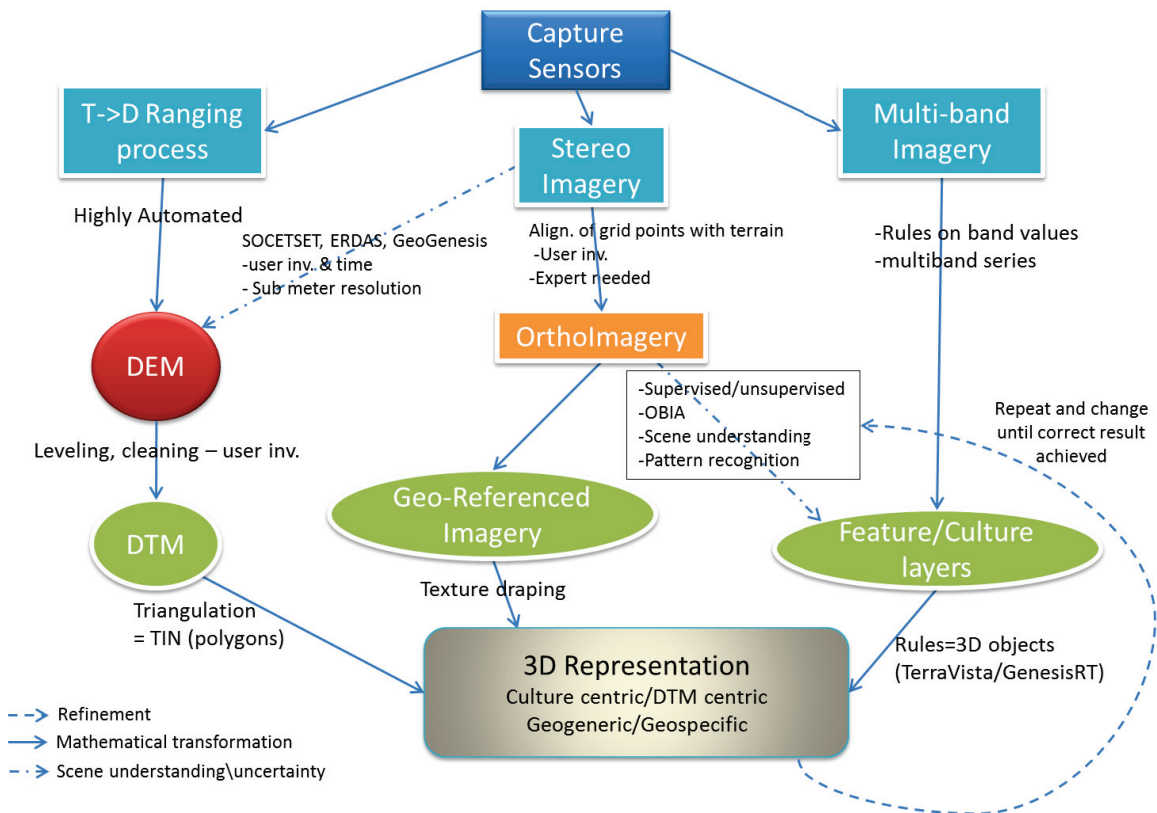 Capture
Sensors
T->D Ranging
process
Stereo
Imagery
Multi-band
Imagery
Highly Automated
SOCETSET, ERDAS, GeoGenesis
-user inv. & time
- Sub meter resolution
Align. of grid points with terrain
-User inv.
-Expert needed
-Rules on band values
-multiband series
DEM
OrthoImagery
-Supervised/unsupervised
-OBIA
-Scene understanding
-Pattern recognition
Repeat and change
until correct result
achieved
Leveling, cleaning – user inv.
DTM
Geo-Referenced
Imagery
Feature/Culture
layers
Triangulation
= TIN (polygons)
Texture draping
Rules=3D objects
(TerraVista/GenesisRT)
3D Representation
Culture centric/DTM centric
Geogeneric/Geospecific
Refinement
Mathematical transformation
Scene understanding\uncertainty